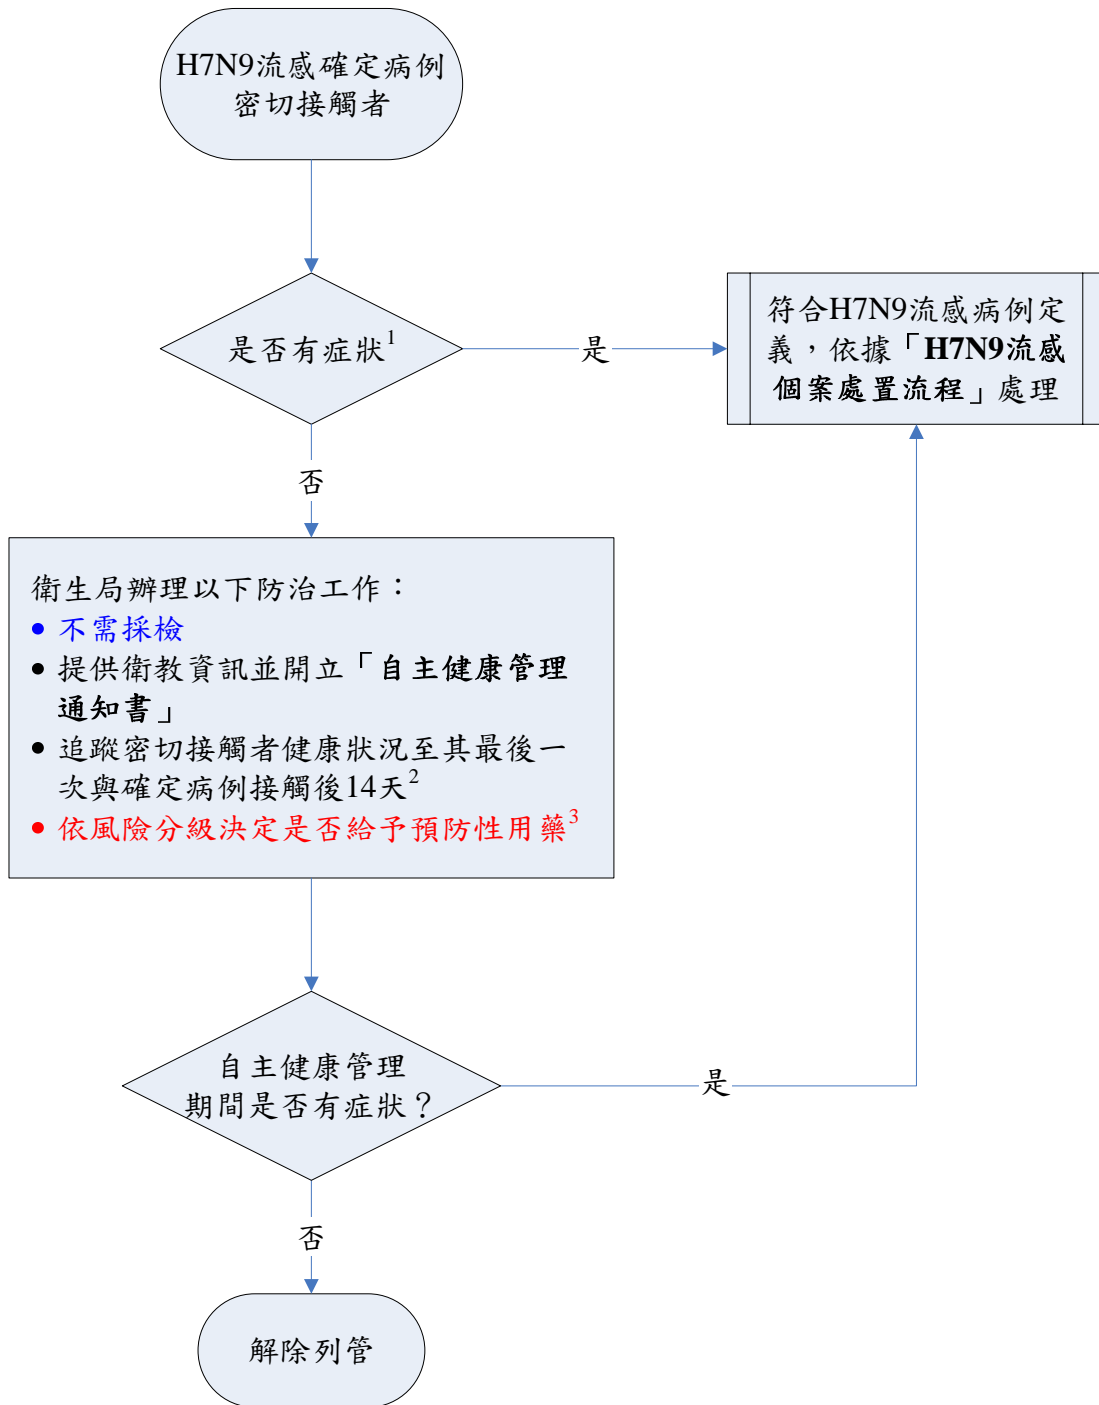 H7N9流感確定病例
密切接觸者
是否有症狀1
是
符合H7N9流感病例定
義，依據「H7N9流感
個案處置流程」處理
否
衛生局辦理以下防治工作：
• 不需採檢
• 提供衛教資訊並開立「自主健康管理
通知書」
• 追蹤密切接觸者健康狀況至其最後一
次與確定病例接觸後14天2
• 依風險分級決定是否給予預防性用藥3
自主健康管理
期間是否有症狀？
是
否
解除列管